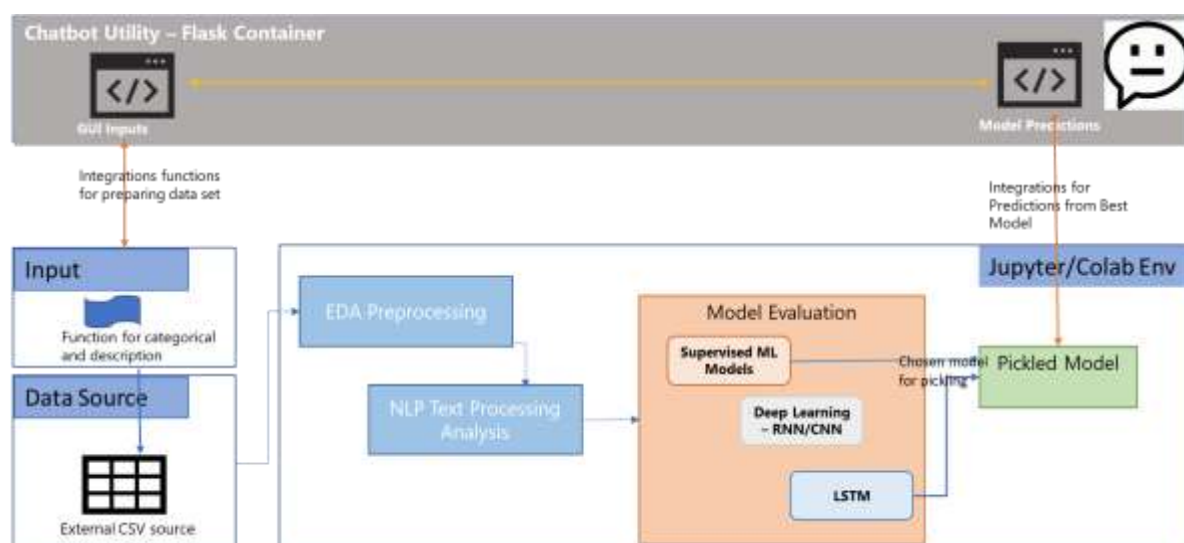 Chatbot Utility – Flask Container
</>
GUI Inputs
</>
Model Predictions
Integrations functions
for preparing data set
Integrations for
Predictions from Best
Model
Input
Function for categorical
and description
Data Source
External CSV source
Jupyter/Colab Env
EDA Preprocessing
NLP Text Processing
Analysis
Model Evaluation
Supervised ML
Models
Deep Learning
– RNN/CNN
LSTM
Chosen model
for pickling
Pickled Model